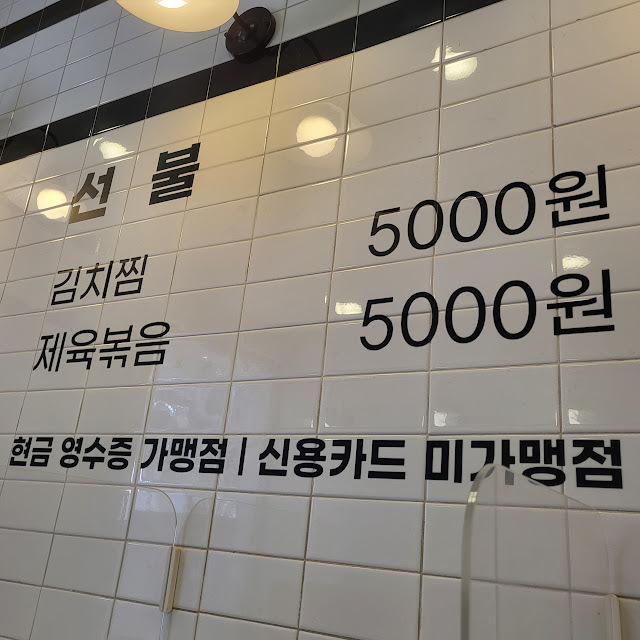 선 불
김치찜 5000원
제육볶음 5000원
현금 영수증 가맹점 | 신용카드 미가맹점